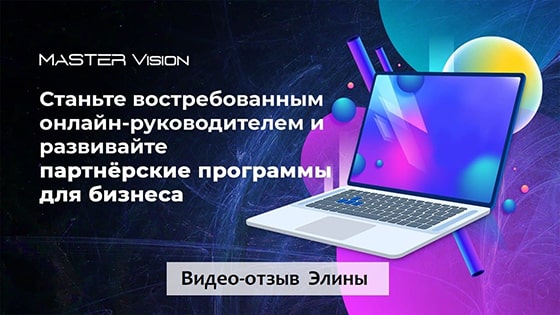 MASTER VISION
Станьте востребованным
онлайн-руководителем и
развивайте
партнёрские программы
для бизнеса
Видео-отзыв Элины